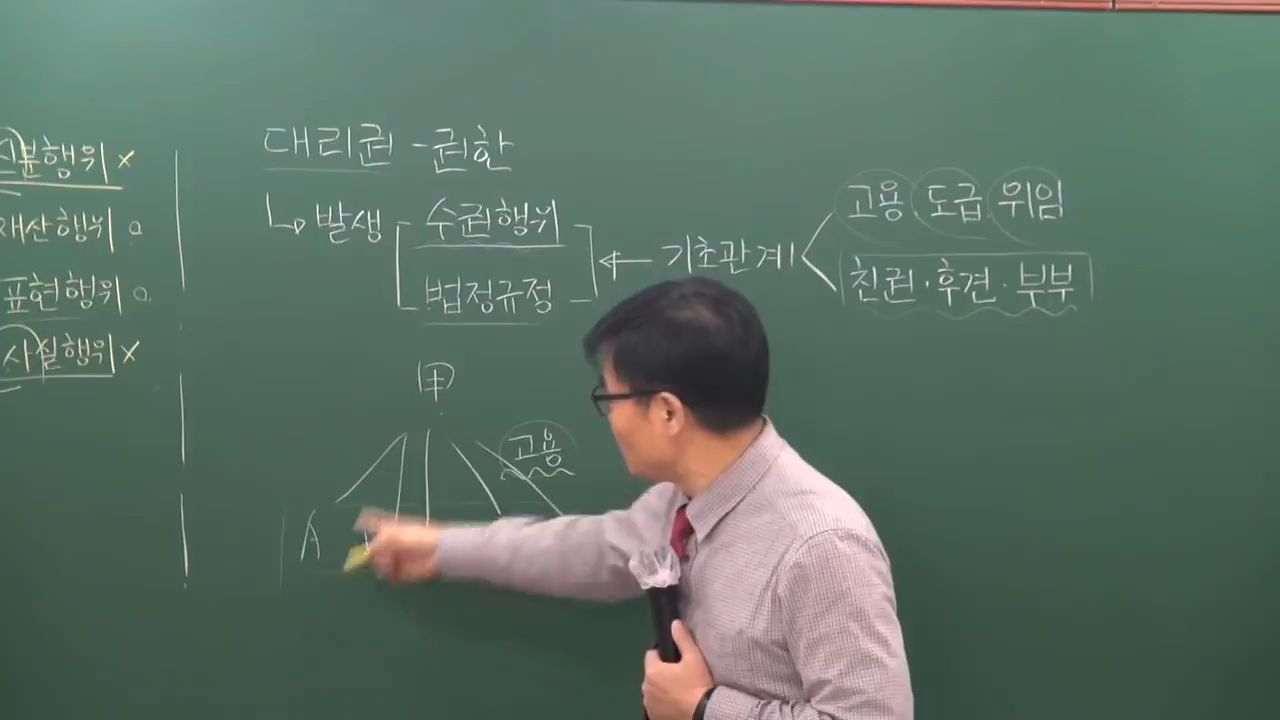 신분행위 ×
재산행위 o
표현행위 o
사실행위 ×
대리권 - 권한
↳ 발생 수권행위
법정규정
← 기초관계
고용 도급 위임
친권·후견·부부
甲
고용
A